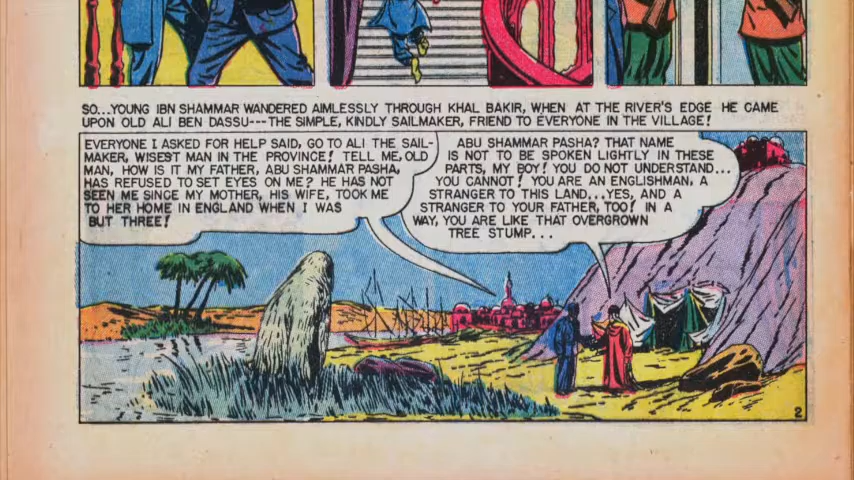 SO...YOUNG IBN SHAMMAR WANDERED AIMLESSLY THROUGH KHAL BAKIR, WHEN AT THE RIVER'S EDGE HE CAME
UPON OLD ALI BEN DASSU---THE SIMPLE, KINDLY SAILMAKER, FRIEND TO EVERYONE IN THE VILLAGE!
EVERYONE I ASKED FOR HELP SAID, GO TO ALI THE SAIL-
MAKER, WISEST MAN IN THE PROVINCE! TELL ME, OLD
MAN, HOW IS IT MY FATHER, ABU SHAMMAR PASHA,
HAS REFUSED TO SET EYES ON ME? HE HAS NOT
SEEN ME SINCE MY MOTHER, HIS WIFE, TOOK ME
TO HER HOME IN ENGLAND WHEN I WAS
BUT THREE!
ABU SHAMMAR PASHA? THAT NAME
IS NOT TO BE SPOKEN LIGHTLY IN THESE
PARTS, MY BOY! YOU DO NOT UNDERSTAND...
YOU CANNOT! YOU ARE AN ENGLISHMAN, A
STRANGER TO THIS LAND...YES, AND A
STRANGER TO YOUR FATHER, TOO! IN A
WAY, YOU ARE LIKE THAT OVERGROWN
TREE STUMP...
2